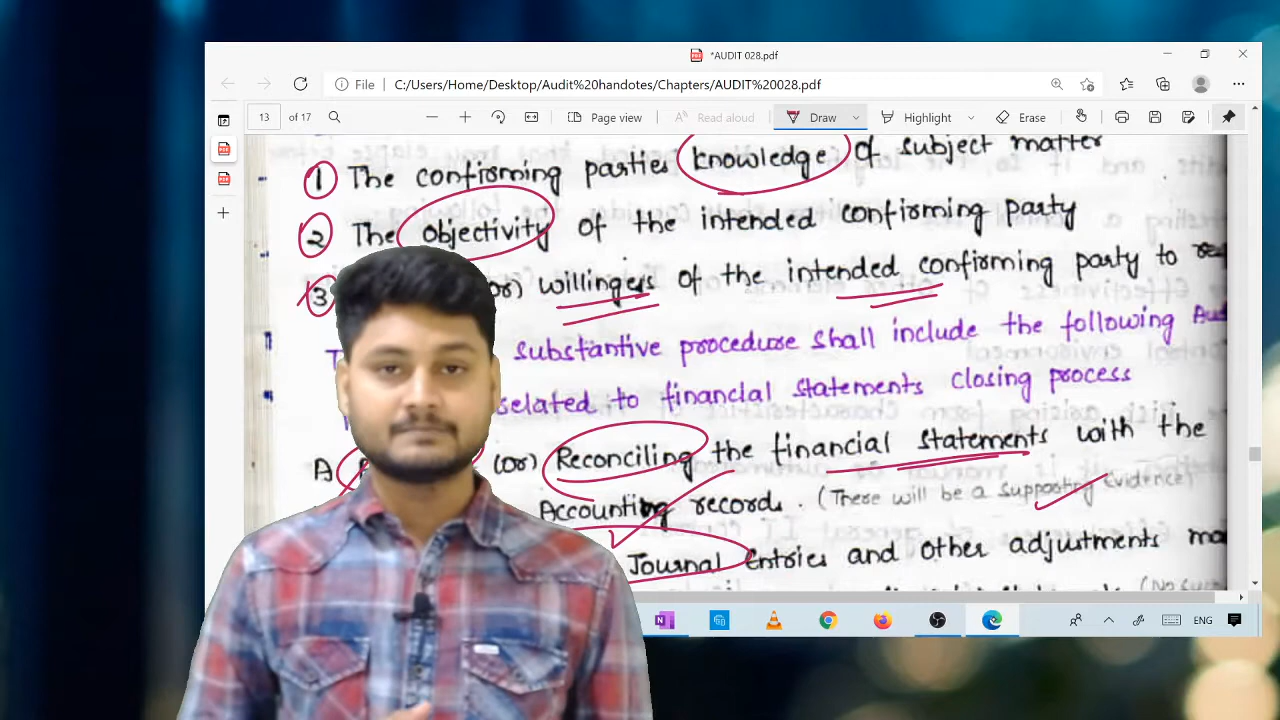 *AUDIT 028.pdf
File C:/Users/Home/Desktop/Audit%20handotes/Chapters/AUDIT%20028.pdf
13 of 17 Page view Read aloud Draw Highlight Erase
① The confirming parties knowledge of subject matter
② The objectivity of the intended confirming party
③ or) willingers of the intended confirming party to
substantive procedure shall include the following
related to financial statements closing process
A (or) Reconciling the financial statements with the
Accounting records. (There will be a supporting Evidence)
Journal Entries and other adjustments
ENG